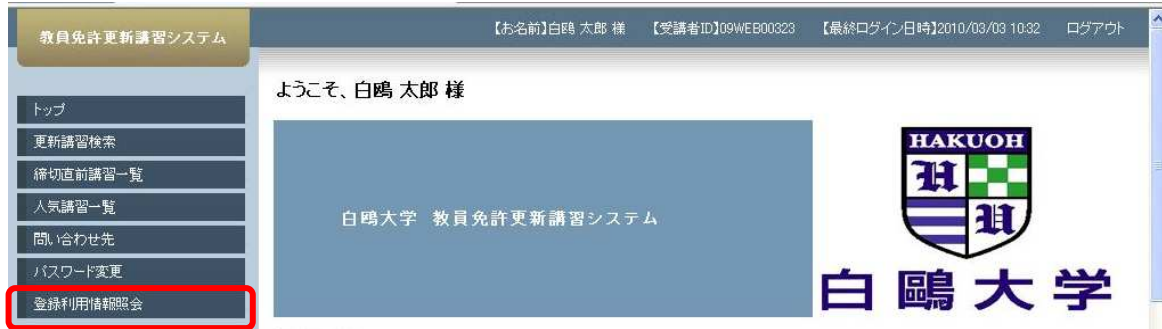 教員免許更新講習システム
【お名前】白鴎 太郎 様 【受講者ID】09WEB00323 【最終ログイン日時】2010/03/03 10:32 ログアウト
ようこそ、白鴎 太郎 様
トップ
更新講習検索
締切直前講習一覧
人気講習一覧
問い合わせ先
パスワード変更
登録利用情報照会
白鴎大学 教員免許更新講習システム
HAKUOH
H
H
白鷗大学